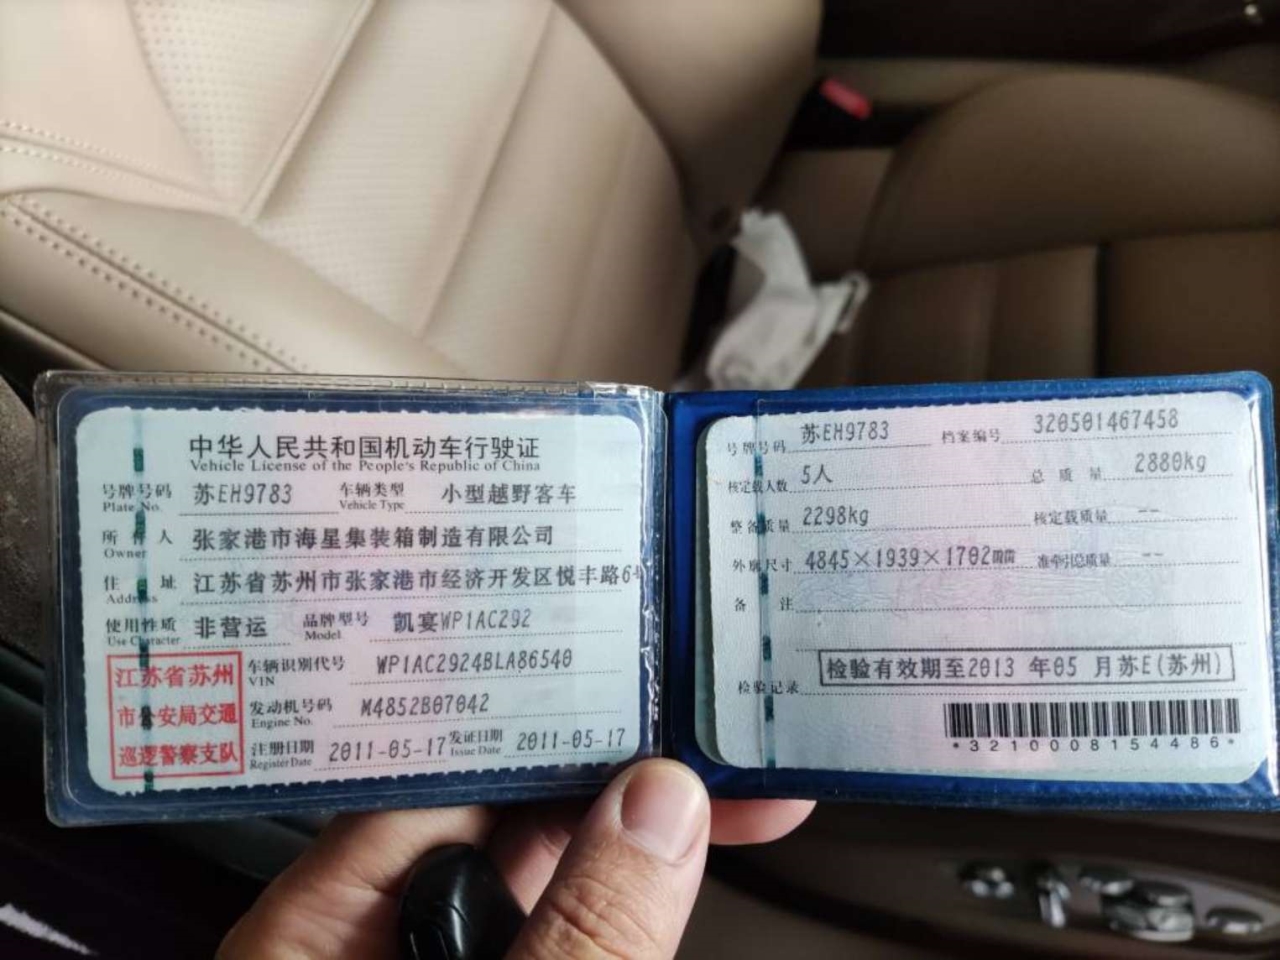 中华人民共和国机动车行驶证
Vehicle License of the People's Republic of China
号牌号码 苏EH9783 车辆类型 小型越野客车
Plate No. Vehicle Type
所有人 张家港市海星集装箱制造有限公司
Owner
住址 江苏省苏州市张家港市经济开发区悦丰路6
Address
使用性质 非营运 品牌型号 凯宴WP1AC292
Use Character Model
江苏省苏州
市公安局交通
巡逻警察支队
车辆识别代号 WP1AC2924BLA86540
VIN
发动机号码 M4852B07042
Engine No.
注册日期 2011-05-17 发证日期 2011-05-17
Register Date Issue Date
号牌号码 苏EH9783 档案编号 320501467458
核定载人数 5人 总质量 2880kg
整备质量 2298kg 核定载质量 --
外廓尺寸 4845×1939×1702mm 准牵引总质量 --
备注
检验记录 检验有效期至2013 年05 月苏E(苏州)
*3210008154486*